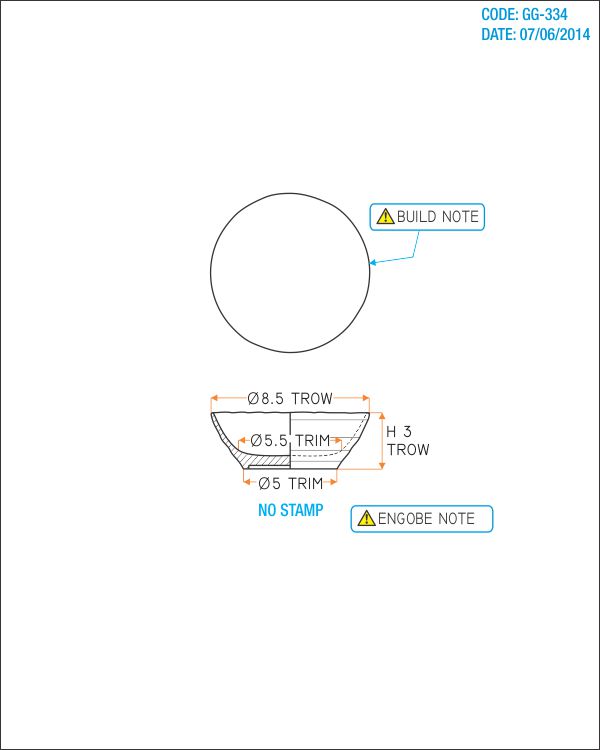 CODE: GG-334
DATE: 07/06/2014
BUILD NOTE
Ø8.5 TROW
Ø5.5 TRIM
H 3
TROW
Ø5 TRIM
NO STAMP
ENGOBE NOTE